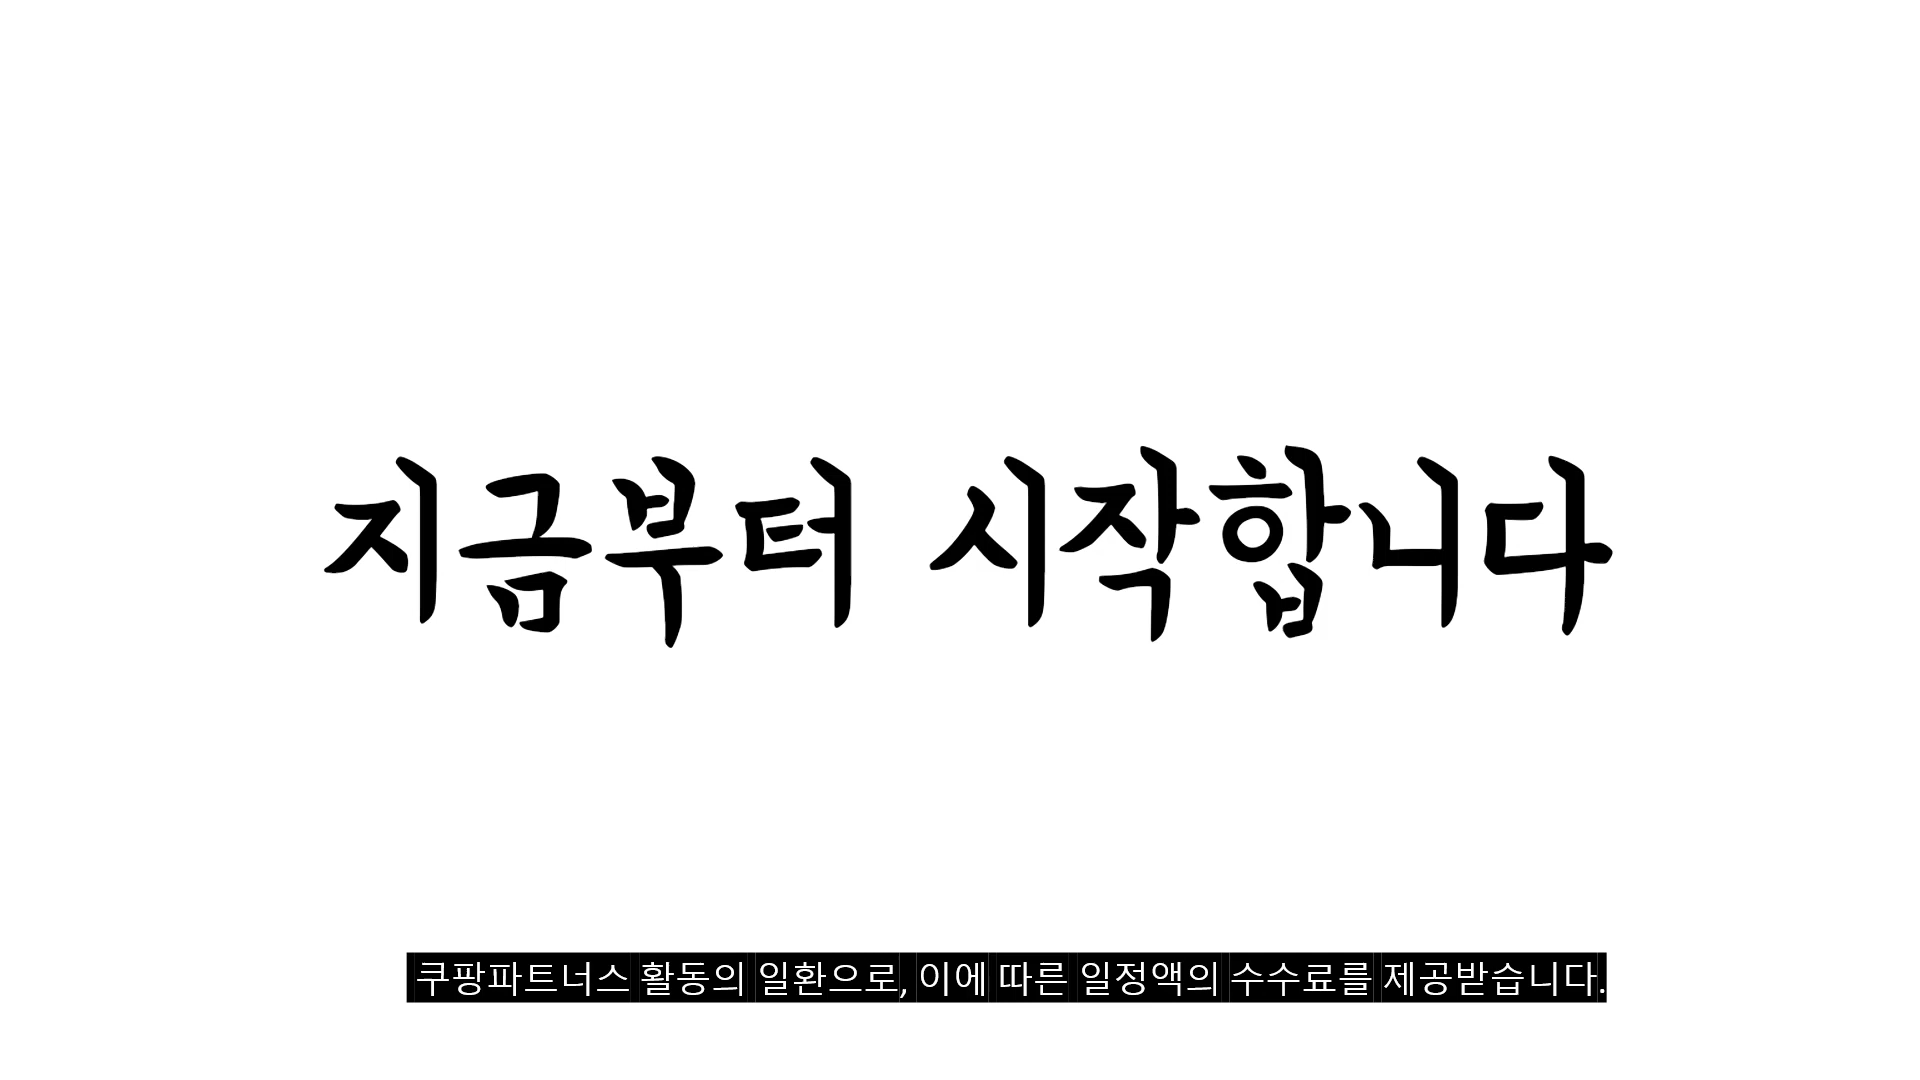 지금부터 시작합니다
쿠팡파트너스 활동의 일환으로, 이에 따른 일정액의 수수료를 제공받습니다.